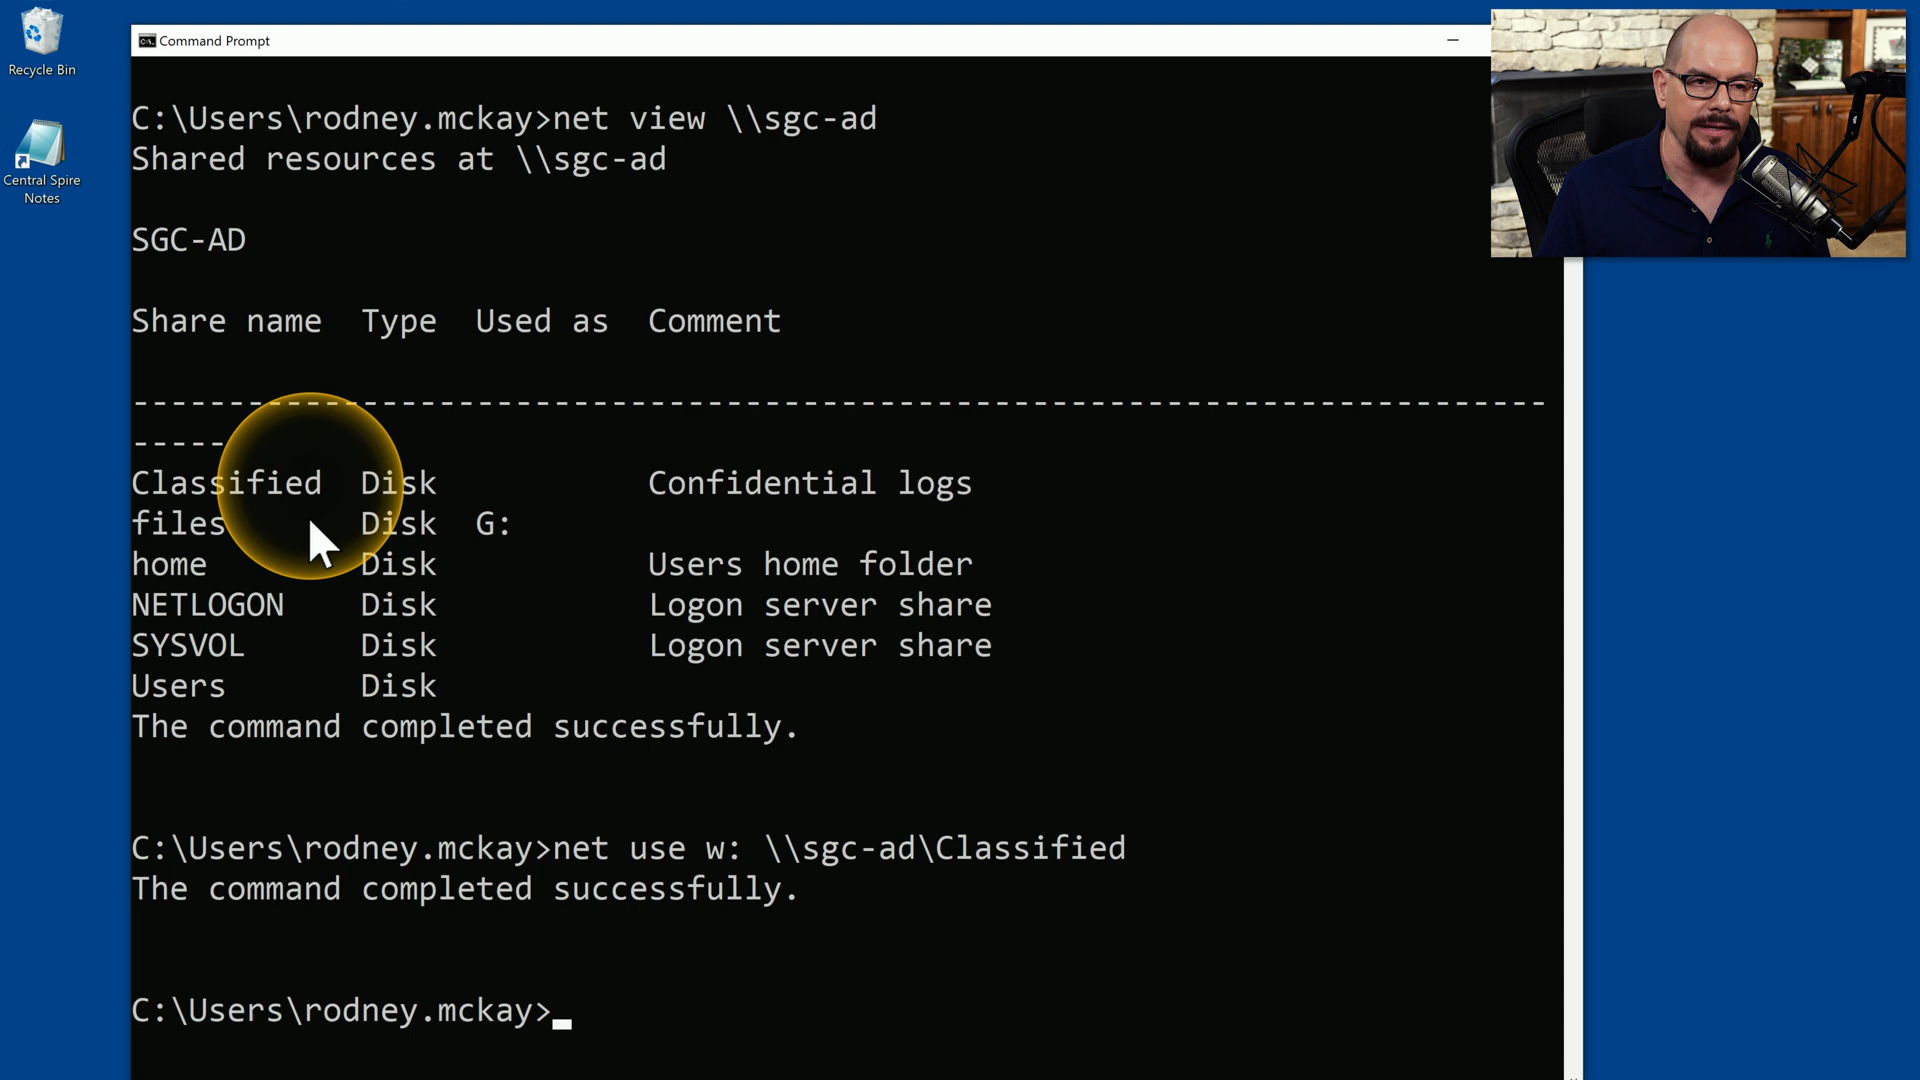 Recycle Bin
Central Spire
Notes
Command Prompt
C:\Users\rodney.mckay>net view \\sgc-ad
Shared resources at \\sgc-ad
SGC-AD
Share name  Type  Used as  Comment
-------------------------------------------------------------------------------
Classified  Disk           Confidential logs
files       Disk  G:
home        Disk           Users home folder
NETLOGON    Disk           Logon server share
SYSVOL      Disk           Logon server share
Users       Disk
The command completed successfully.
C:\Users\rodney.mckay>net use w: \\sgc-ad\Classified
The command completed successfully.
C:\Users\rodney.mckay>